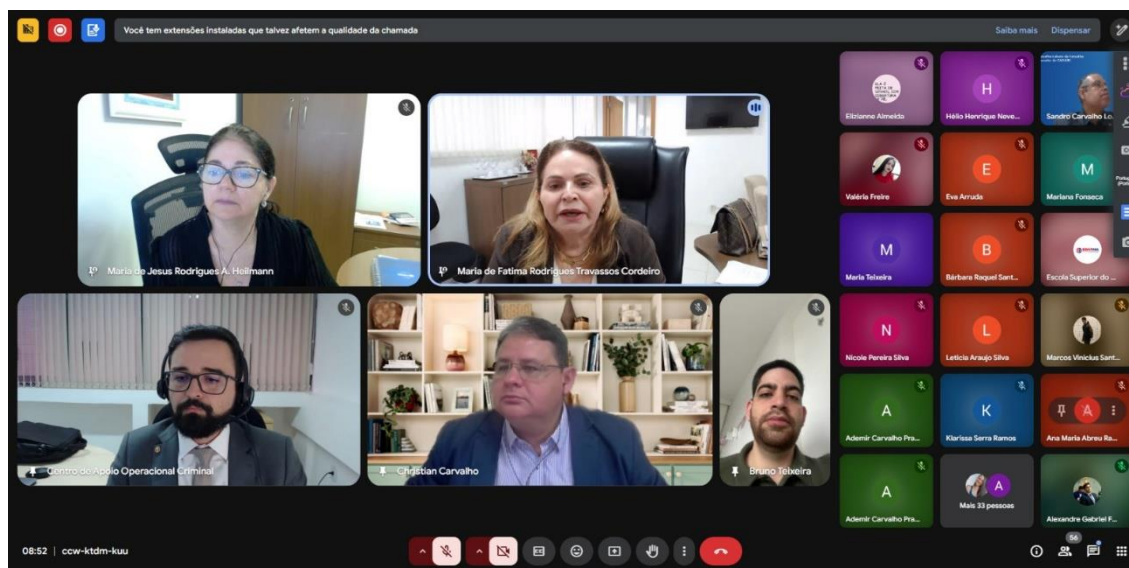 Você tem extensões instaladas que talvez afetem a qualidade da chamada
Saiba mais Dispensar
Maria de Jesus Rodrigues A. Heilmann
Maria de Fatima Rodrigues Travassos Cordeiro
Centro de Apoio Operacional Criminal
Christian Carvalho
Bruno Teixeira
Elizianne Almeida
H
Hélio Henrique Neve...
Sandro Carvalho Lo...
Valéria Freire
E
Eva Arruda
M
Mariana Fonseca
M
Maria Teixeira
B
Bárbara Raquel Sant...
Escola Superior do ...
N
Nicole Pereira Silva
L
Leticia Araujo Silva
Marcos Vinicius Sant...
A
Ademir Carvalho Pra...
K
Klarissa Serra Ramos
A
Ana Maria Abreu Ra...
A
Ademir Carvalho Pra...
A
Mais 33 pessoas
Alexandre Gabriel F...
08:52 | ccw-ktdm-kuu
56